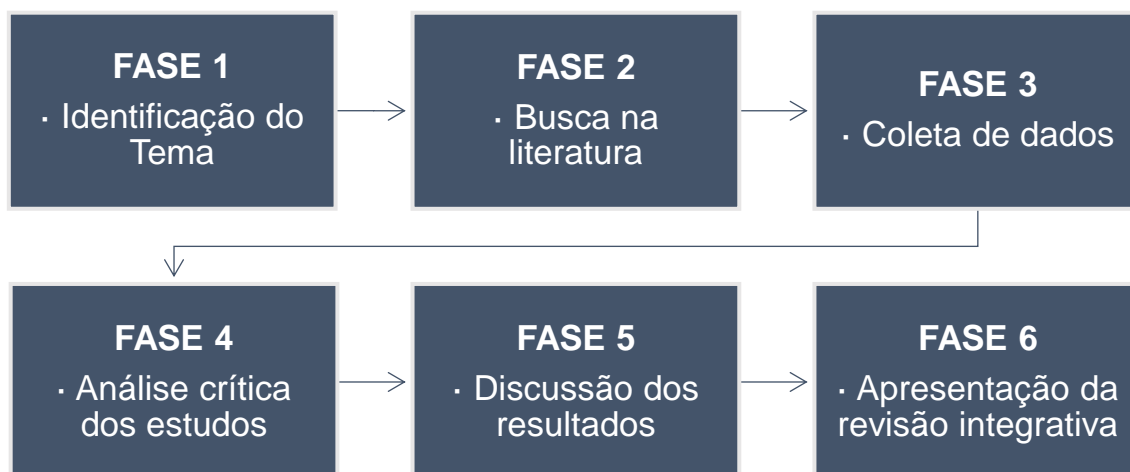 FASE 1
· Identificação do
Tema
FASE 2
· Busca na
literatura
FASE 3
· Coleta de dados
FASE 4
· Análise crítica
dos estudos
FASE 5
· Discussão dos
resultados
FASE 6
· Apresentação da
revisão integrativa